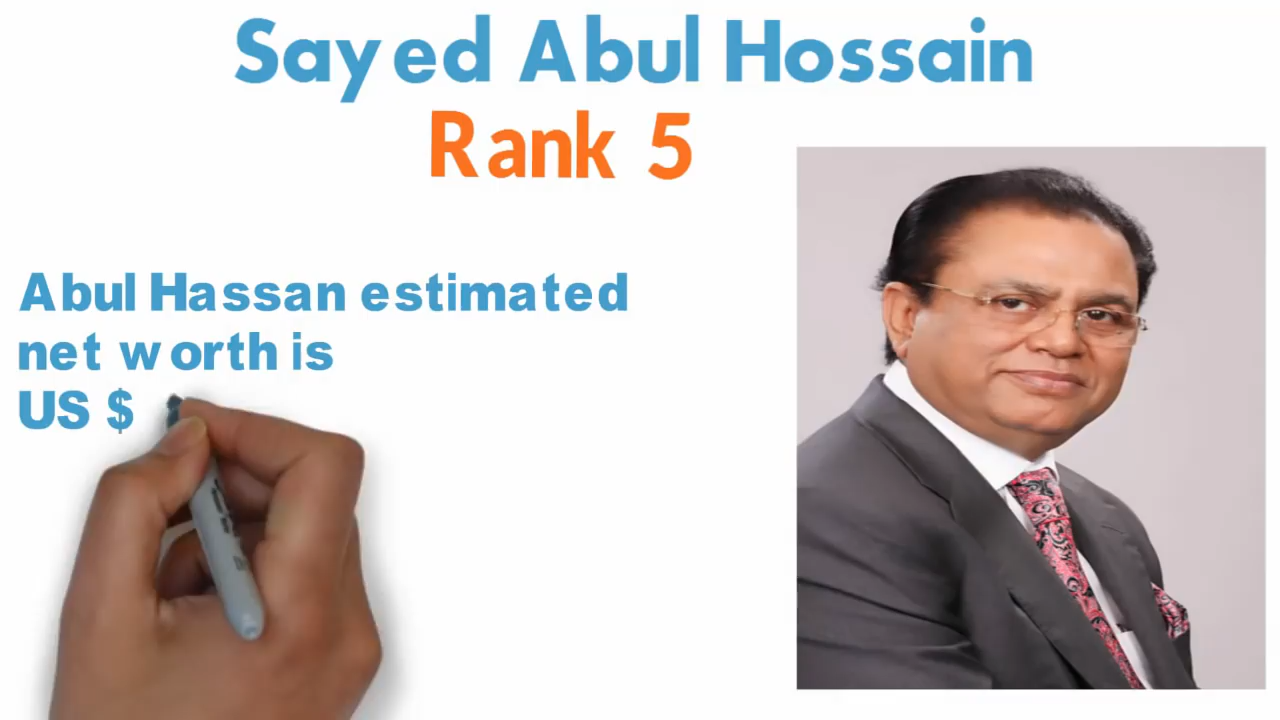 Sayed Abul Hossain
Rank 5
Abul Hassan estimated
net worth is
US $